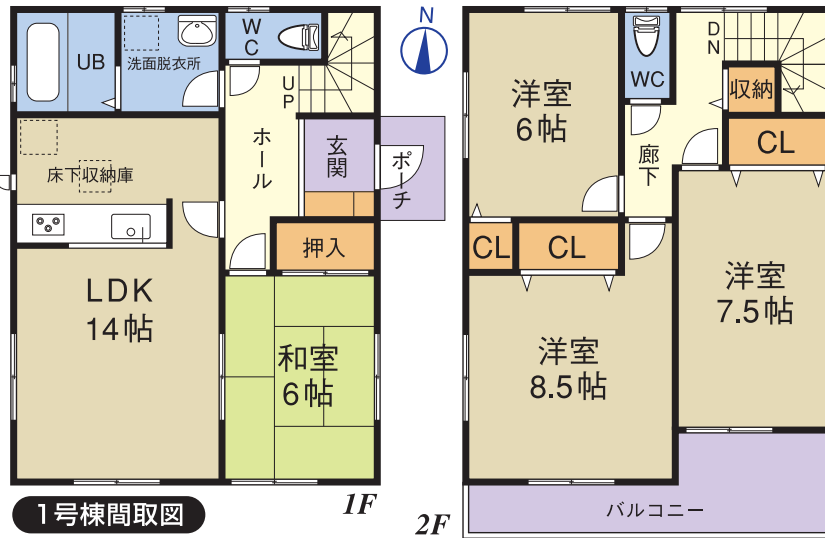 UB
洗面脱衣所
WC
UP
ホール
玄関
ポーチ
床下収納庫
押入
LDK
14帖
和室
6帖
1号棟間取図
1F
N
洋室
6帖
WC
DN
収納
廊下
CL
CL
CL
洋室
7.5帖
洋室
8.5帖
バルコニー
2F